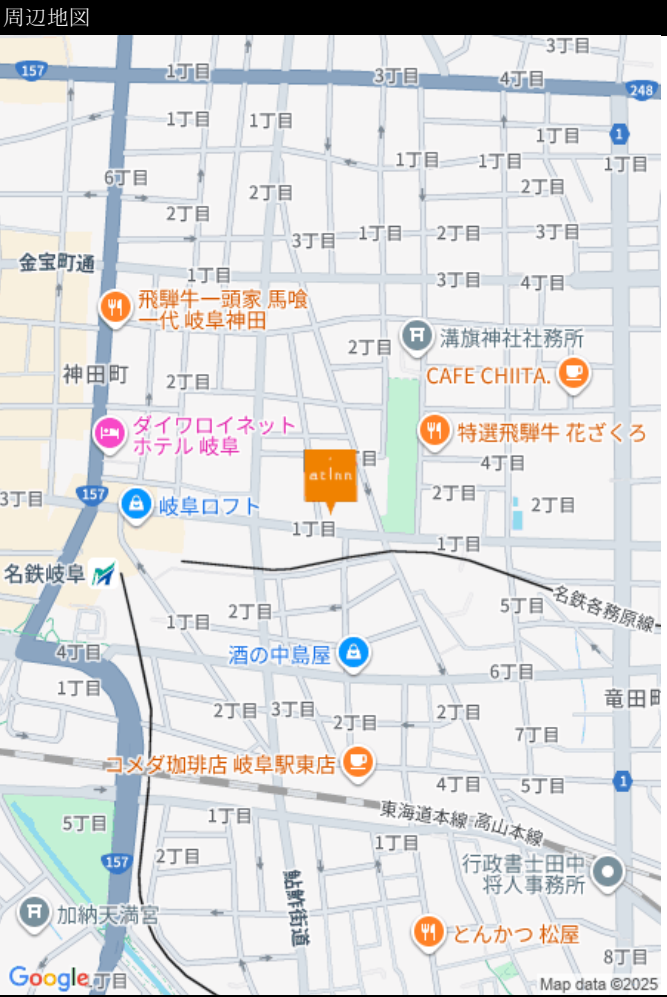 周辺地図
3丁目
157
1丁目
3丁目
4丁目
248
1丁目
1丁目
1
1丁目
1丁目
1丁目
1丁目
6丁目
2丁目
2丁目
2丁目
3丁目
1丁目
2丁目
3丁目
金宝町通
1丁目
3丁目
4丁目
飛騨牛一頭家 馬喰
一代 岐阜神田
溝旗神社社務所
2丁目
神田町
2丁目
CAFE CHIITA.
ダイワロイネット
ホテル 岐阜
特選飛騨牛 花ざくろ
目
4丁目
atInn
3丁目
157
岐阜ロフト
2丁目
2丁目
1丁目
1丁目
名鉄岐阜
名鉄各務原線
5丁目
2丁目
1丁目
4丁目
酒の中島屋
6丁目
1丁目
竜田町
2丁目
3丁目
2丁目
2丁目
7丁目
コメダ珈琲店 岐阜駅東店
4丁目
5丁目
1
東海道本線
高山本線
5丁目
1丁目
1丁目
157
2丁目
行政書士田中
将人事務所
鮎鮓街道
加納天満宮
とんかつ 松屋
8丁目
Google
丁目
Map data ©2025